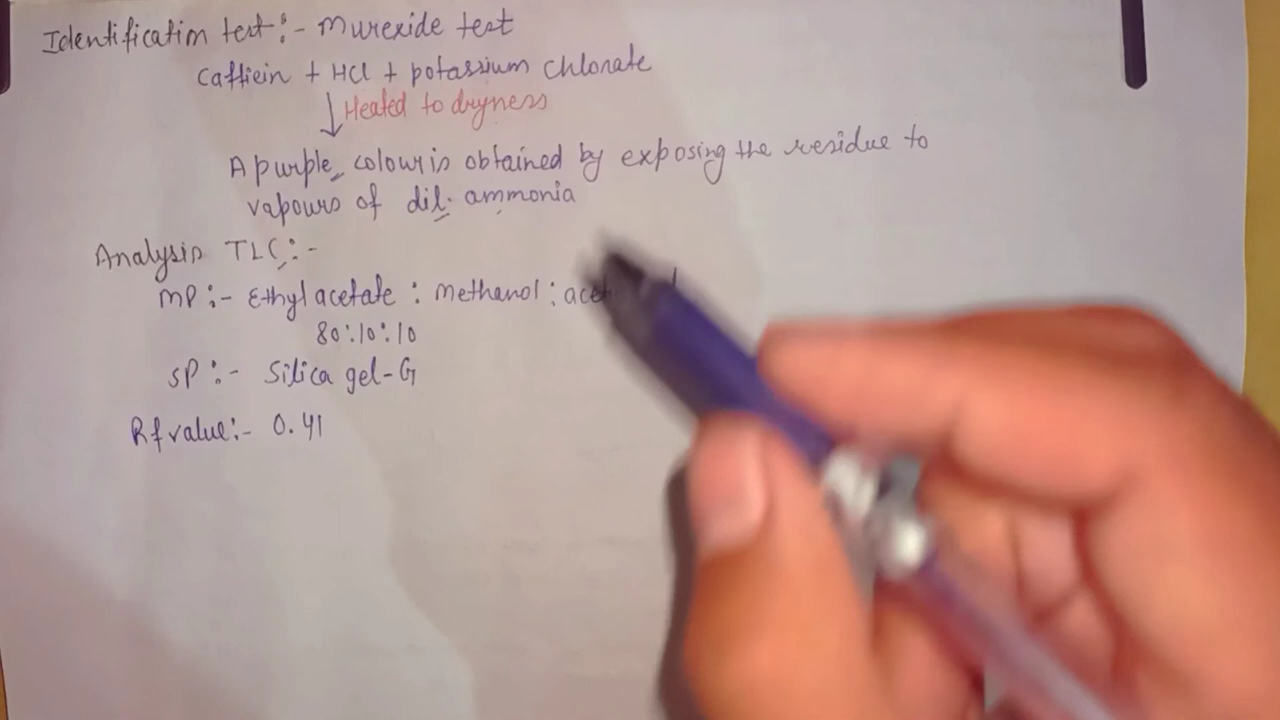 Identification test:- Murexide test
Caffiein + HCl + potassium chlorate
Heated to dryness
A purple colour is obtained by exposing the residue to
vapours of dil. ammonia
Analysis TLC:-
MP:- Ethyl acetate : Methanol :
80:10:10
SP:- Silica gel-G
Rf value:- 0.41